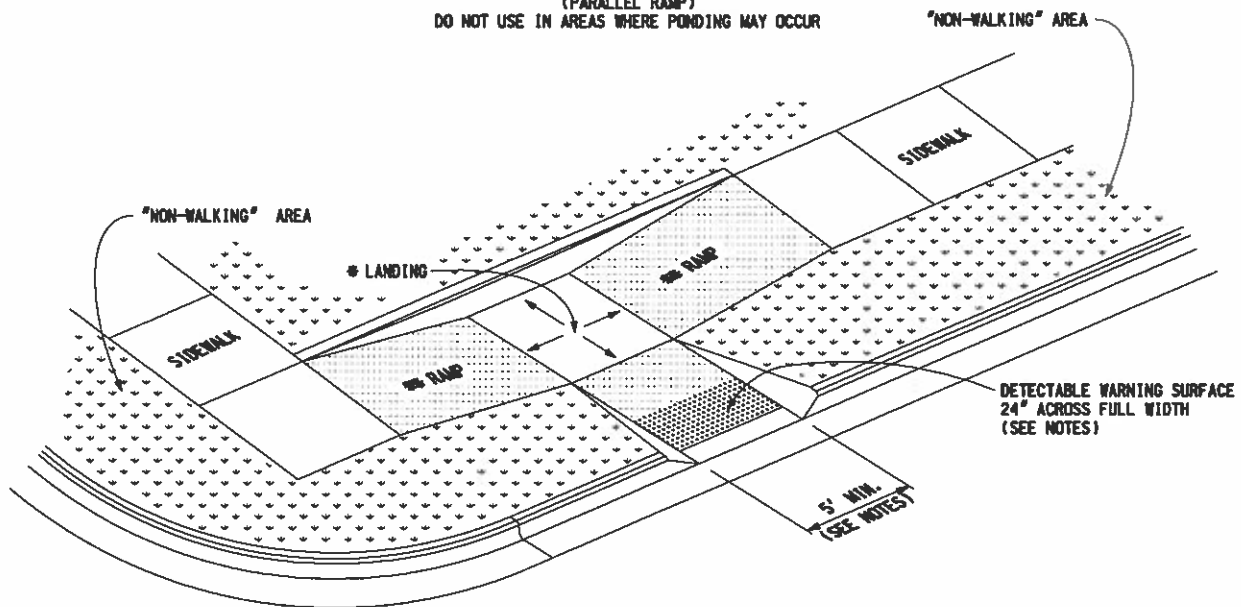 (PARALLEL RAMP)
DO NOT USE IN AREAS WHERE PONDING MAY OCCUR
"NON-WALKING" AREA
SIDEWALK
"NON-WALKING" AREA
* LANDING
** RAMP
SIDEWALK
** RAMP
DETECTABLE WARNING SURFACE
24" ACROSS FULL WIDTH
(SEE NOTES)
5' MIN.
(SEE NOTES)